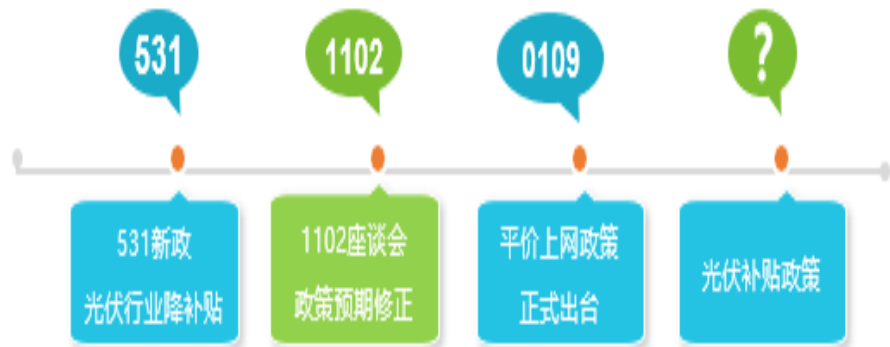 531
1102
0109
?
531新政
光伏行业降补贴
1102座谈会
政策预期修正
平价上网政策
正式出台
光伏补贴政策